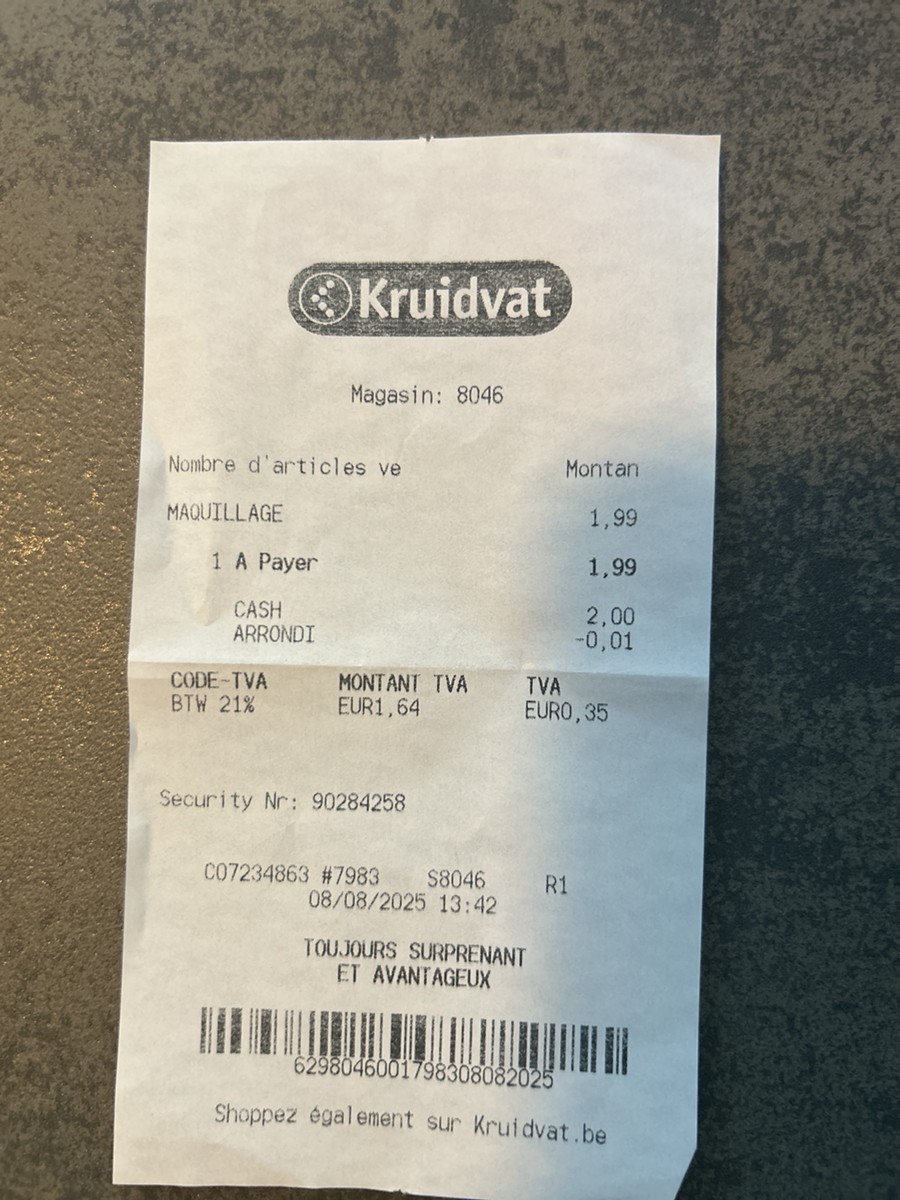 Kruidvat
Magasin: 8046
Nombre d'articles ve Montan
MAQUILLAGE 1,99
1 A Payer 1,99
CASH 2,00
ARRONDI -0,01
CODE-TVA MONTANT TVA TVA
BTW 21% EUR1,64 EUR0,35
Security Nr: 90284258
C07234863 #7983 S8046 R1
08/08/2025 13:42
TOUJOURS SURPRENANT
ET AVANTAGEUX
6298046001798308082025
Shoppez également sur Kruidvat.be